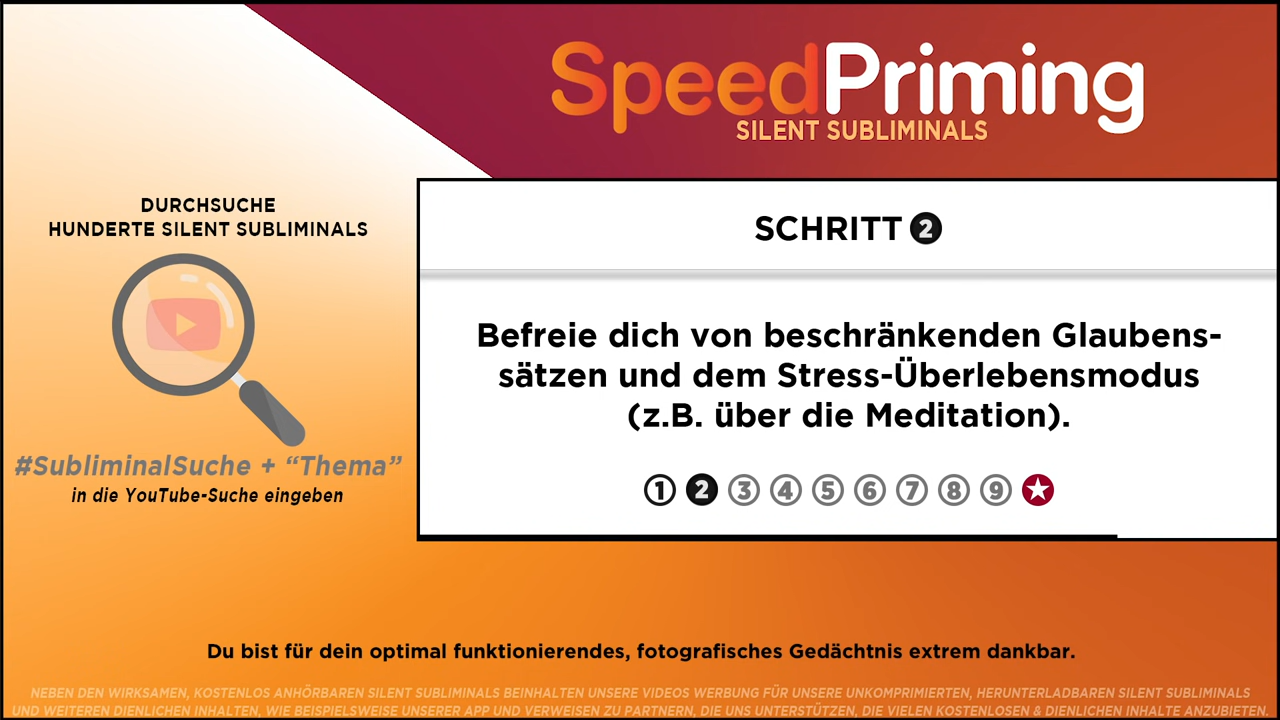 SpeedPriming
SILENT SUBLIMINALS
DURCHSUCHE
HUNDERTE SILENT SUBLIMINALS
#SubliminalSuche + “Thema”
in die YouTube-Suche eingeben
SCHRITT 2
Befreie dich von beschränkenden Glaubens-
sätzen und dem Stress-Überlebensmodus
(z.B. über die Meditation).
1 2 3 4 5 6 7 8 9
Du bist für dein optimal funktionierendes, fotografisches Gedächtnis extrem dankbar.
NEBEN DEN WIRKSAMEN, KOSTENLOS ANHÖRBAREN SILENT SUBLIMINALS BEINHALTEN UNSERE VIDEOS WERBUNG FÜR UNSERE UNKOMPRIMIERTEN, HERUNTERLADBAREN SILENT SUBLIMINALS
UND WEITEREN DIENLICHEN INHALTEN, WIE BEISPIELSWEISE UNSERER APP UND VERWEISEN ZU PARTNERN, DIE UNS UNTERSTÜTZEN, DIE VIELEN KOSTENLOSEN & DIENLICHEN INHALTE ANZUBIETEN.